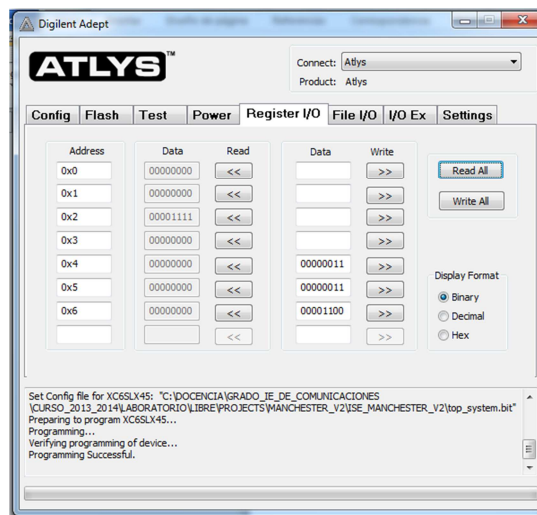 Digilent Adept
ATLYS™
Connect: Atlys
Product: Atlys
Config Flash Test Power Register I/O File I/O I/O Ex Settings
Address Data Read Data Write
0x0 00000000 << >> Read All
0x1 00000000 << >> Write All
0x2 00001111 << >>
0x3 00000000 << >>
0x4 00000000 << 00000011 >>
0x5 00000000 << 00000011 >>
0x6 00000000 << 00001100 >>
<< >>
Display Format
Binary
Decimal
Hex
Set Config file for XC6SLX45: "C:\DOCENCIA\GRADO_IE_DE_COMUNICACIONES
\CURSO_2013_2014\LABORATORIO\LIBRE\PROJECTS\MANCHESTER_V2\ISE_MANCHESTER_V2\top_system.bit"
Preparing to program XC6SLX45...
Programming...
Verifying programming of device...
Programming Successful.